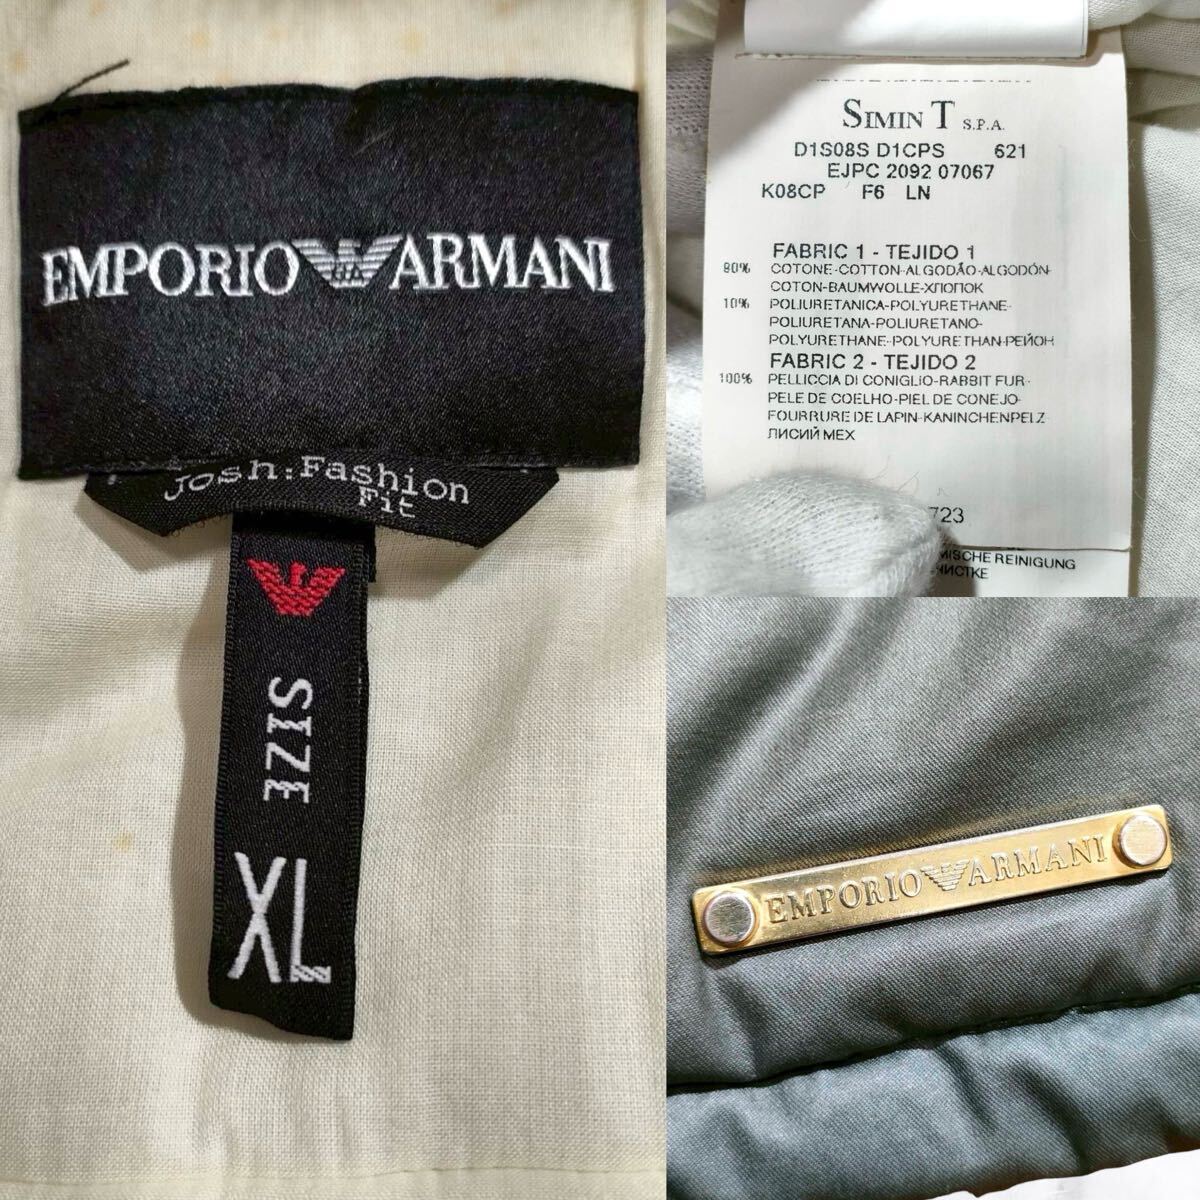 EMPORIO ARMANI
Josh:Fashion
Fit
SIZE
XL
SIMIN T S.P.A.
D1S08S D1CPS 621
EJPC 2092 07067
K08CP F6 LN
FABRIC 1 - TEJIDO 1
90% COTONE-COTTON-ALGODÃO-ALGODÓN-
COTON-BAUMWOLLE-ХЛОПОК
10% POLIURETANICA-POLYURETHANE-
POLIURETANA-POLIURETANO-
POLYURETHANE-POLYURETHAN-РЕЙОН
FABRIC 2 - TEJIDO 2
100% PELLICCIA DI CONIGLIO-RABBIT FUR-
PELE DE COELHO-PIEL DE CONEJO-
FOURRURE DE LAPIN-KANINCHENPELZ
ЛИСИЙ МЕХ
723
MISCHE REINIGUNG
ЧИСТКЕ
EMPORIO ARMANI